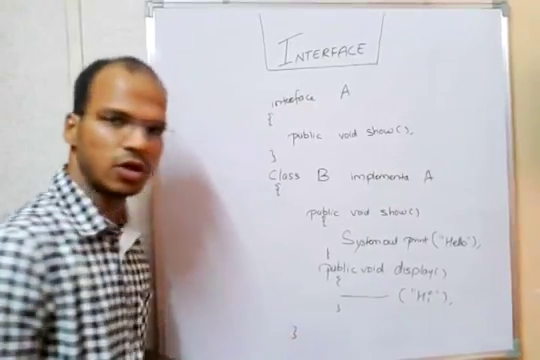 INTERFACE
interface A
{
public void show();
}
Class B implements A
{
public void show()
{
System.out.print("Hello");
}
public void display()
{
("Hi");
}
}